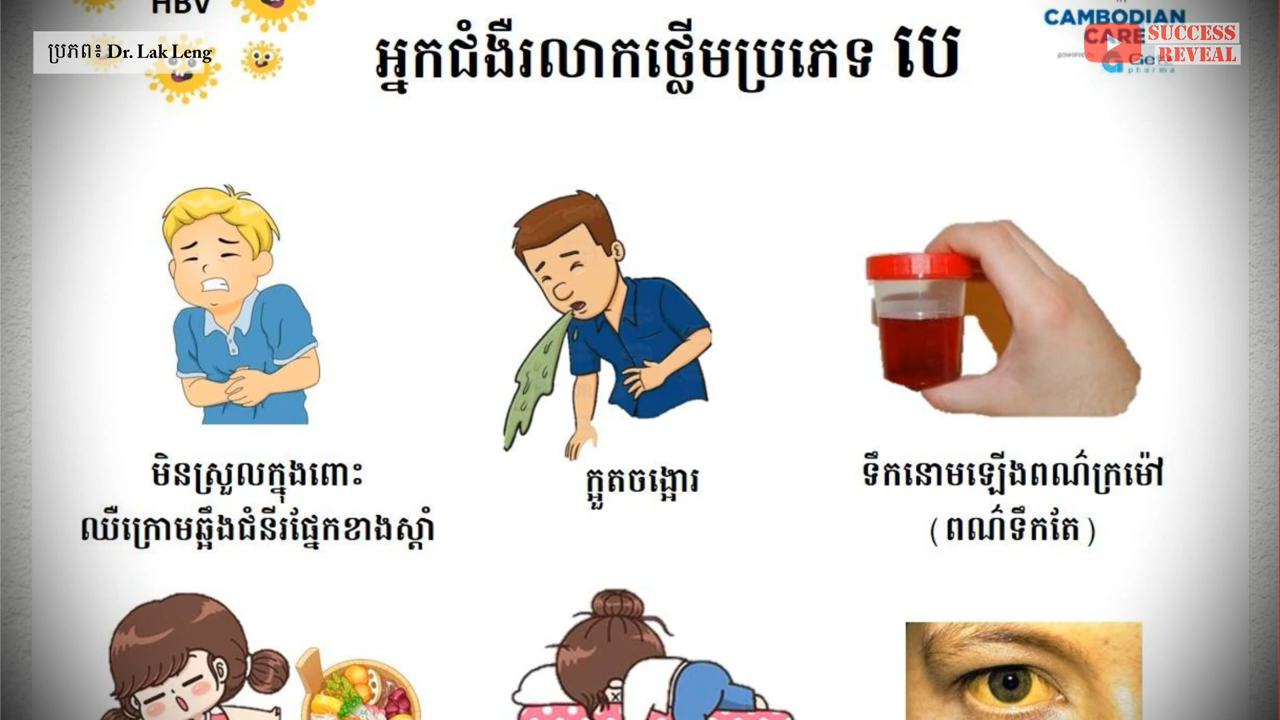 HBV
ប្រភព៖ Dr. Lak Leng
អ្នកជំងឺរលាកថ្លើមប្រភេទ បេ
CAMBODIAN
CARE
SUCCESS
REVEAL
Ge
pharma
មិនស្រួលក្នុងពោះ
ឈឺក្រោមឆ្អឹងជំនីរផ្នែកខាងស្តាំ
ក្អួតចង្អោរ
ទឹកនោមឡើងពណ៌ក្រម៉ៅ
(ពណ៌ទឹកតែ)